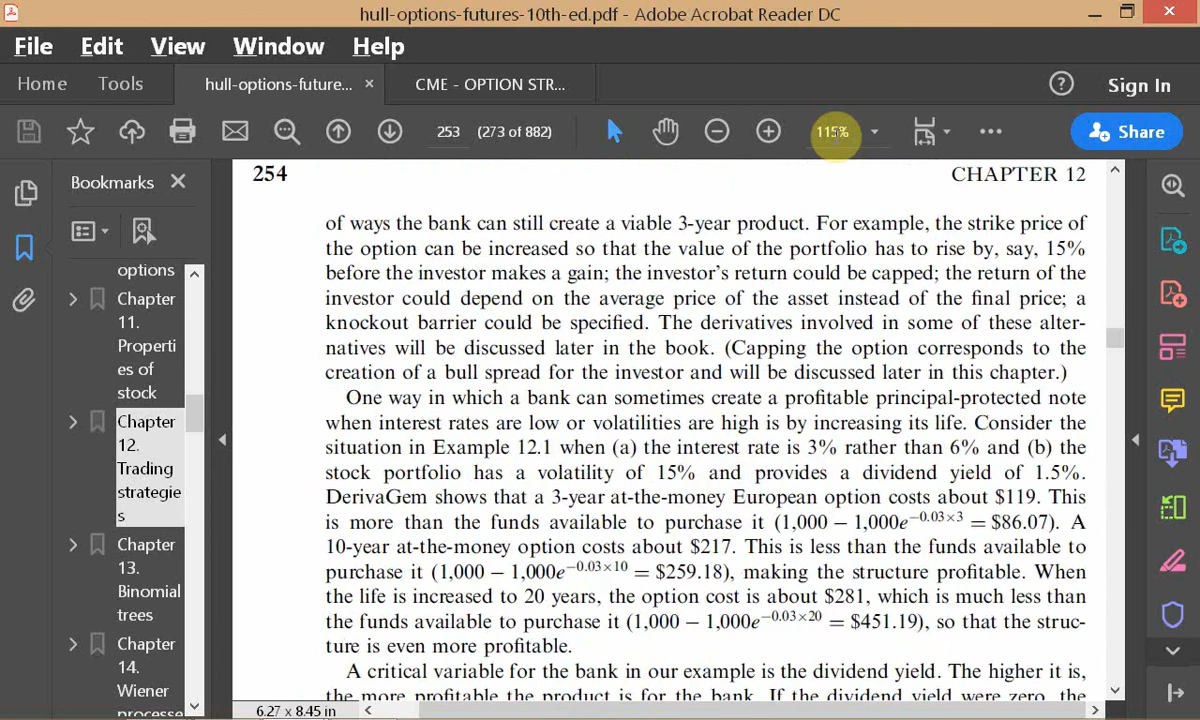 hull-options-futures-10th-ed.pdf - Adobe Acrobat Reader DC
File Edit View Window Help
Home Tools hull-options-future... × CME - OPTION STR... Sign In
253 (273 of 882) 115% Share
Bookmarks
options
Chapter
11.
Properti
es of
stock
Chapter
12.
Trading
strategie
s
Chapter
13.
Binomial
trees
Chapter
14.
Wiener
processe
254 CHAPTER 12
of ways the bank can still create a viable 3-year product. For example, the strike price of
the option can be increased so that the value of the portfolio has to rise by, say, 15%
before the investor makes a gain; the investor's return could be capped; the return of the
investor could depend on the average price of the asset instead of the final price; a
knockout barrier could be specified. The derivatives involved in some of these alter-
natives will be discussed later in the book. (Capping the option corresponds to the
creation of a bull spread for the investor and will be discussed later in this chapter.)
One way in which a bank can sometimes create a profitable principal-protected note
when interest rates are low or volatilities are high is by increasing its life. Consider the
situation in Example 12.1 when (a) the interest rate is 3% rather than 6% and (b) the
stock portfolio has a volatility of 15% and provides a dividend yield of 1.5%.
DerivaGem shows that a 3-year at-the-money European option costs about $119. This
is more than the funds available to purchase it (1,000 − 1,000e^−0.03×3 = $86.07). A
10-year at-the-money option costs about $217. This is less than the funds available to
purchase it (1,000 − 1,000e^−0.03×10 = $259.18), making the structure profitable. When
the life is increased to 20 years, the option cost is about $281, which is much less than
the funds available to purchase it (1,000 − 1,000e^−0.03×20 = $451.19), so that the struc-
ture is even more profitable.
A critical variable for the bank in our example is the dividend yield. The higher it is,
the more profitable the product is for the bank. If the dividend yield were zero, the
6.27 x 8.45 in